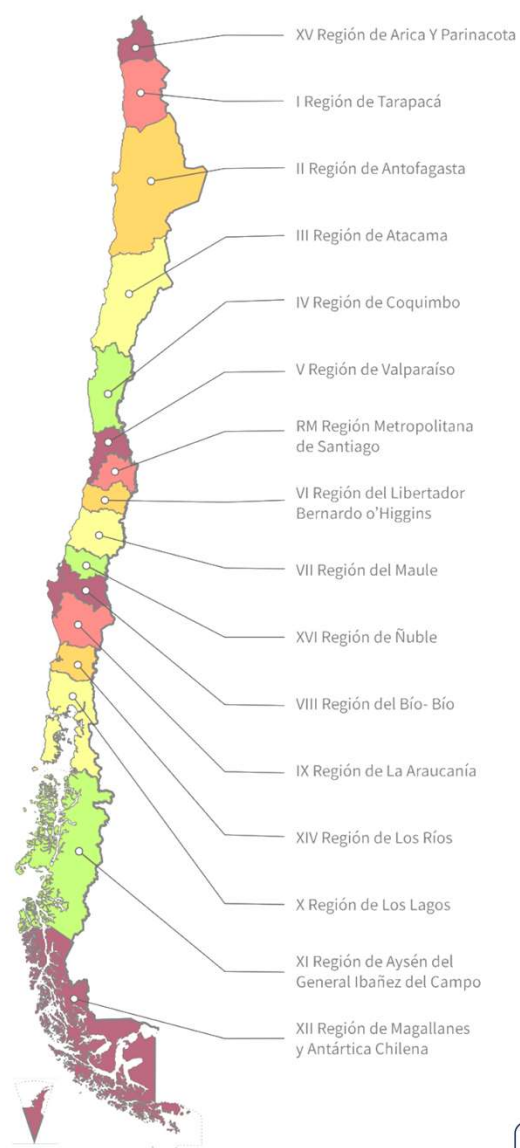 XV Región de Arica Y Parinacota
I Región de Tarapacá
II Región de Antofagasta
III Región de Atacama
IV Región de Coquimbo
V Región de Valparaíso
RM Región Metropolitana
de Santiago
VI Región del Libertador
Bernardo o'Higgins
VII Región del Maule
XVI Región de Ñuble
VIII Región del Bío- Bío
IX Región de La Araucanía
XIV Región de Los Ríos
X Región de Los Lagos
XI Región de Aysén del
General Ibañez del Campo
XII Región de Magallanes
y Antártica Chilena